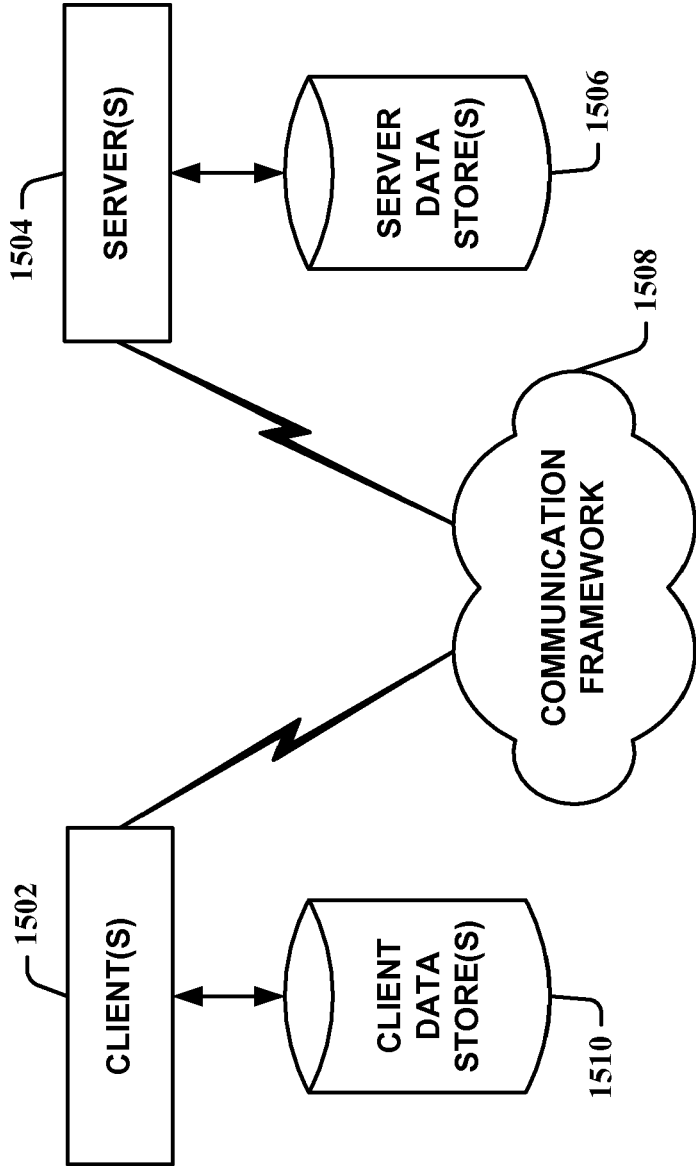 1502
CLIENT(S)
CLIENT
DATA
STORE(S)
1510
1504
SERVER(S)
SERVER
DATA
STORE(S)
1506
COMMUNICATION
FRAMEWORK
1508